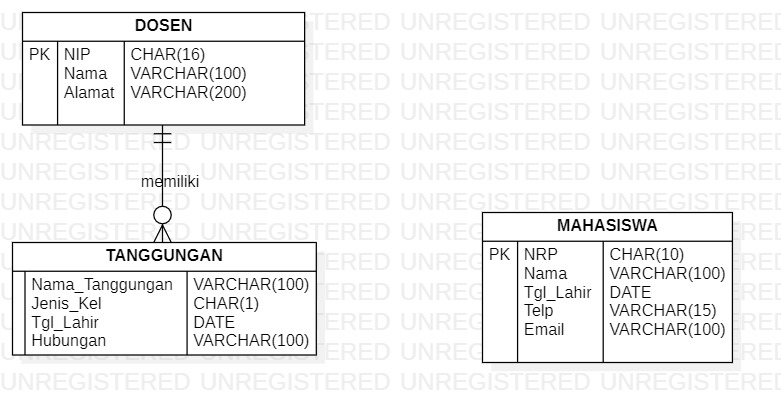 DOSEN
PK NIP CHAR(16)
Nama VARCHAR(100)
Alamat VARCHAR(200)
memiliki
TANGGUNGAN
Nama_Tanggungan VARCHAR(100)
Jenis_Kel CHAR(1)
Tgl_Lahir DATE
Hubungan VARCHAR(100)
MAHASISWA
PK NRP CHAR(10)
Nama VARCHAR(100)
Tgl_Lahir DATE
Telp VARCHAR(15)
Email VARCHAR(100)
UNREGISTERED UNREGISTERED UNREGISTERED UNREGISTERED